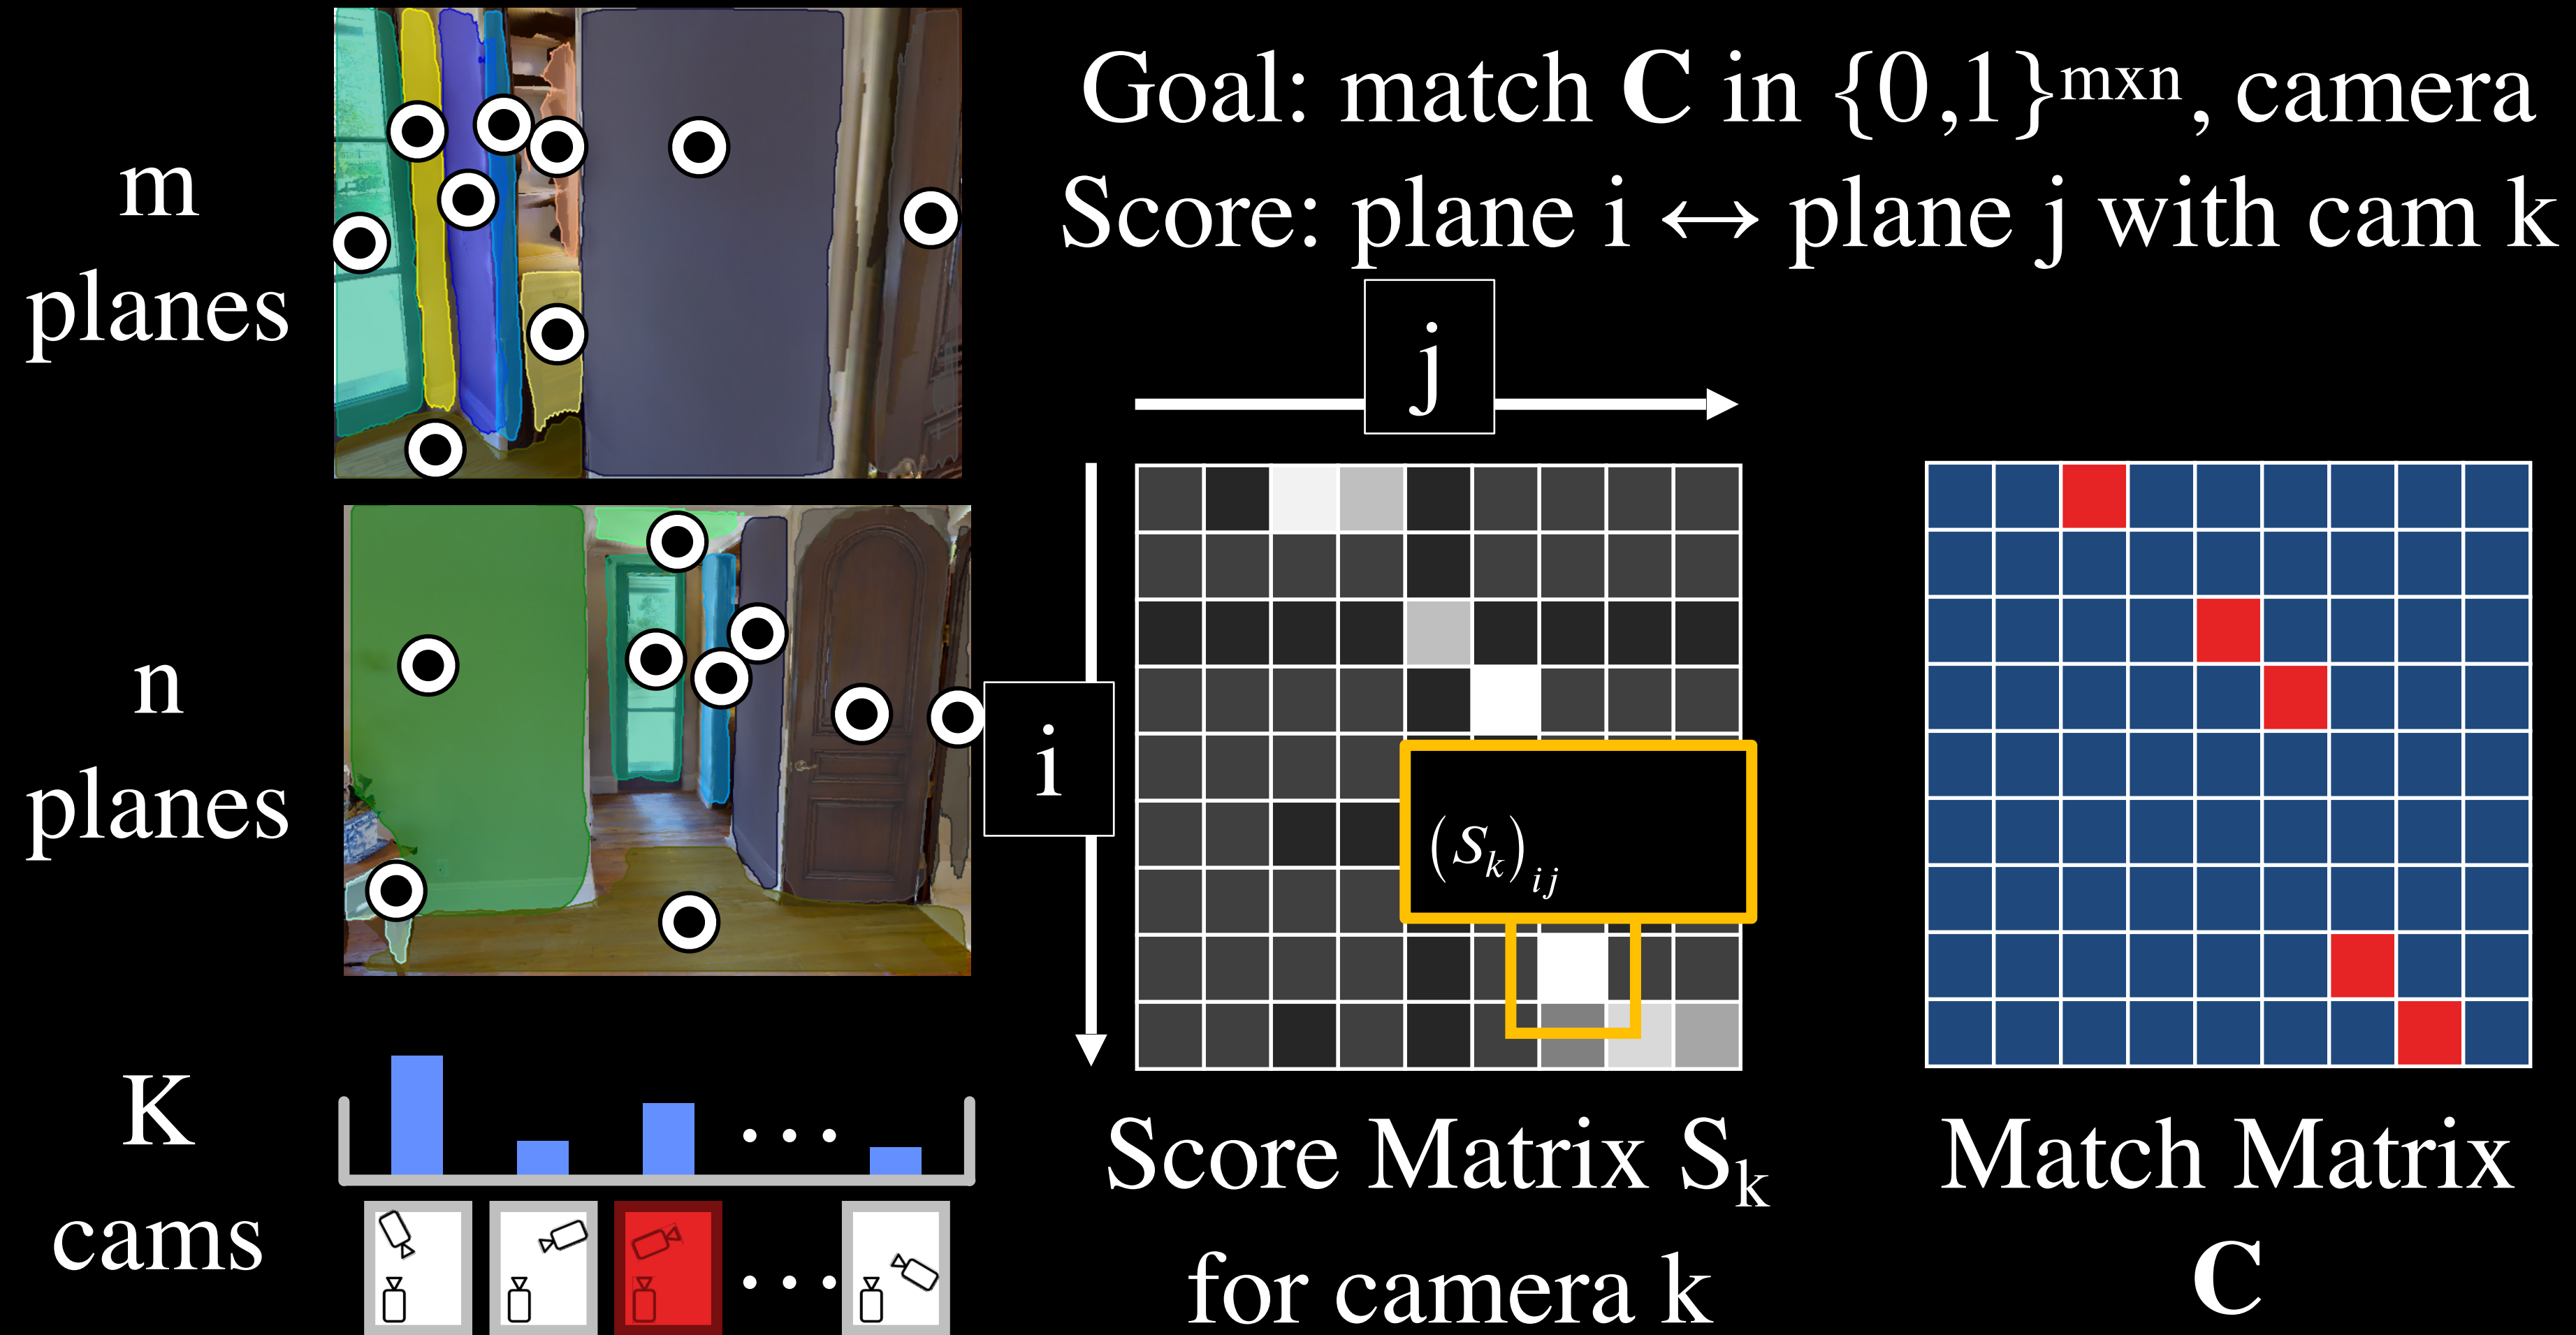 Goal: match C in {0,1}ᵐˣⁿ, camera
Score: plane i ↔ plane j with cam k
m
planes
n
planes
K
cams
j
i
(Sₖ)ᵢⱼ
Score Matrix Sₖ
for camera k
Match Matrix
C